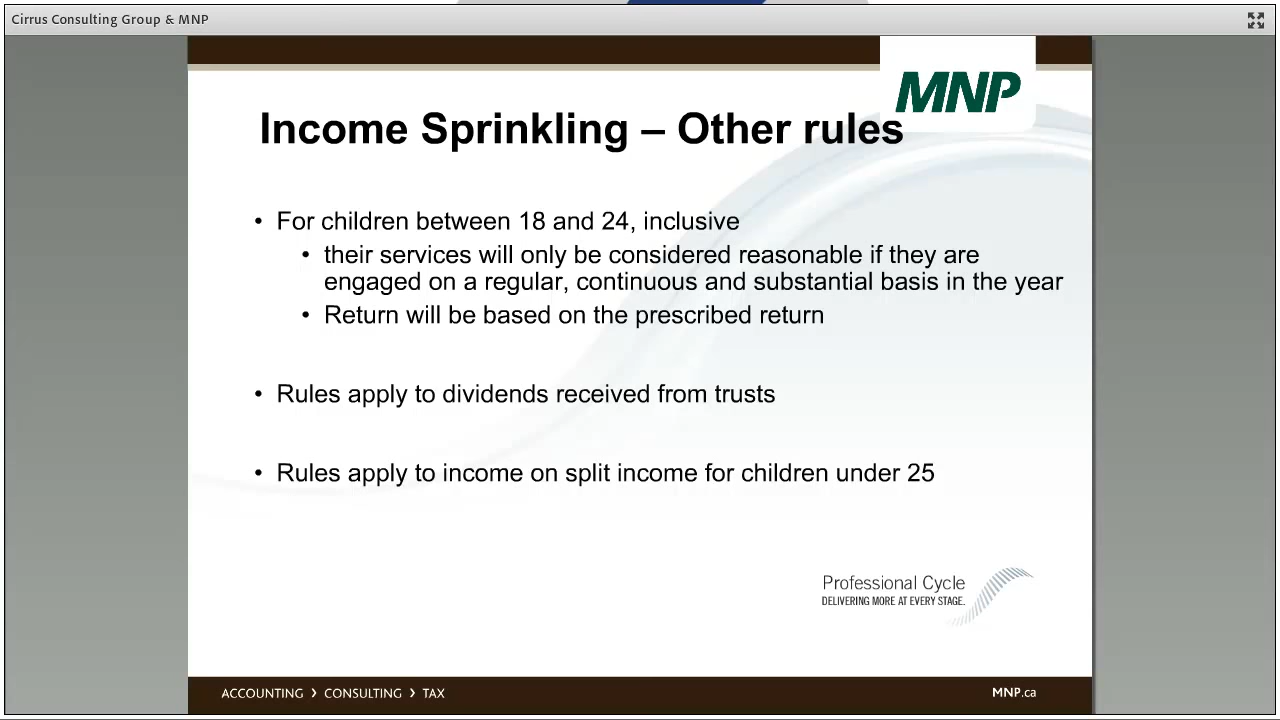 Cirrus Consulting Group & MNP
MNP
Income Sprinkling – Other rules
• For children between 18 and 24, inclusive
• their services will only be considered reasonable if they are
engaged on a regular, continuous and substantial basis in the year
• Return will be based on the prescribed return
• Rules apply to dividends received from trusts
• Rules apply to income on split income for children under 25
Professional Cycle
DELIVERING MORE AT EVERY STAGE.
ACCOUNTING › CONSULTING › TAX
MNP.ca